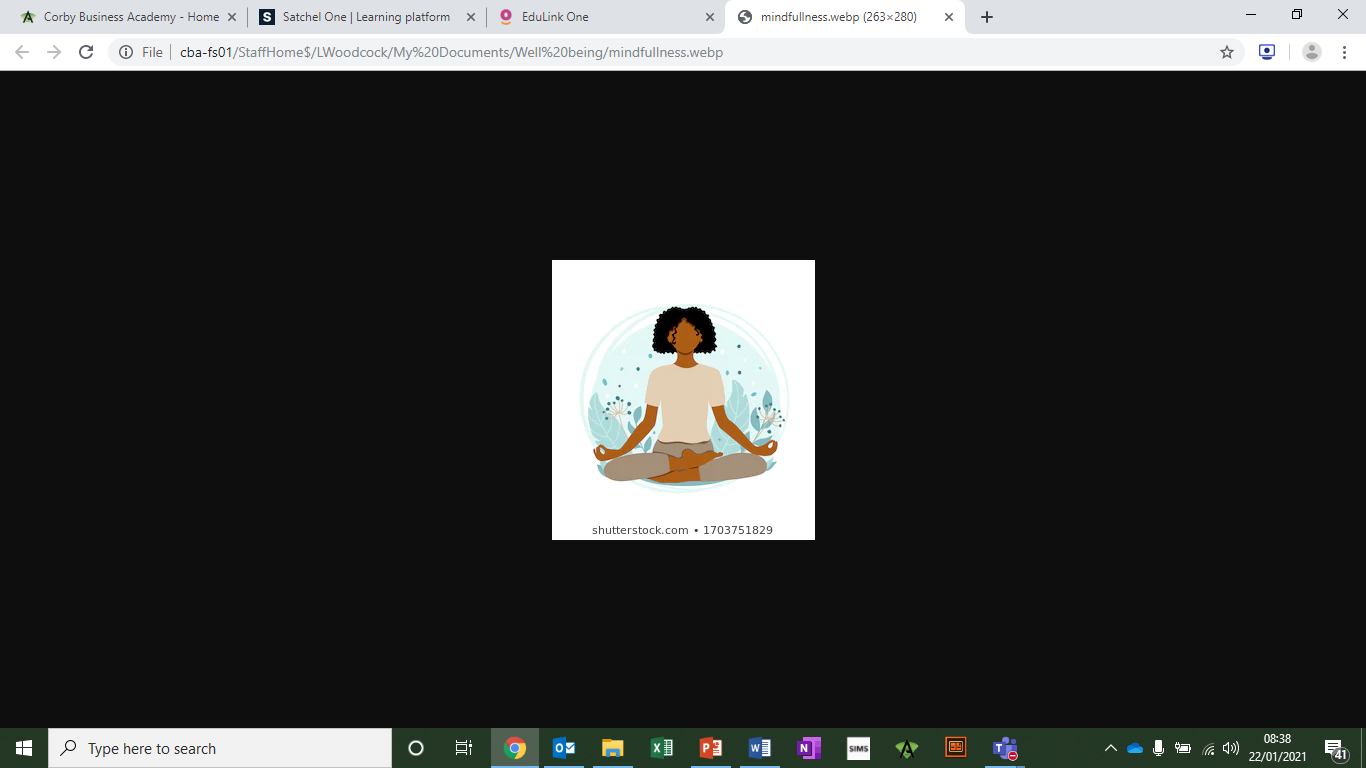 Corby Business Academy - Home
Satchel One | Learning platform
EduLink One
mindfullness.webp (263×280)
File
cba-fs01/StaffHome$/LWoodcock/My%20Documents/Well%20being/mindfullness.webp
shutterstock.com • 1703751829
Type here to search
SIMS
08:38
22/01/2021
41